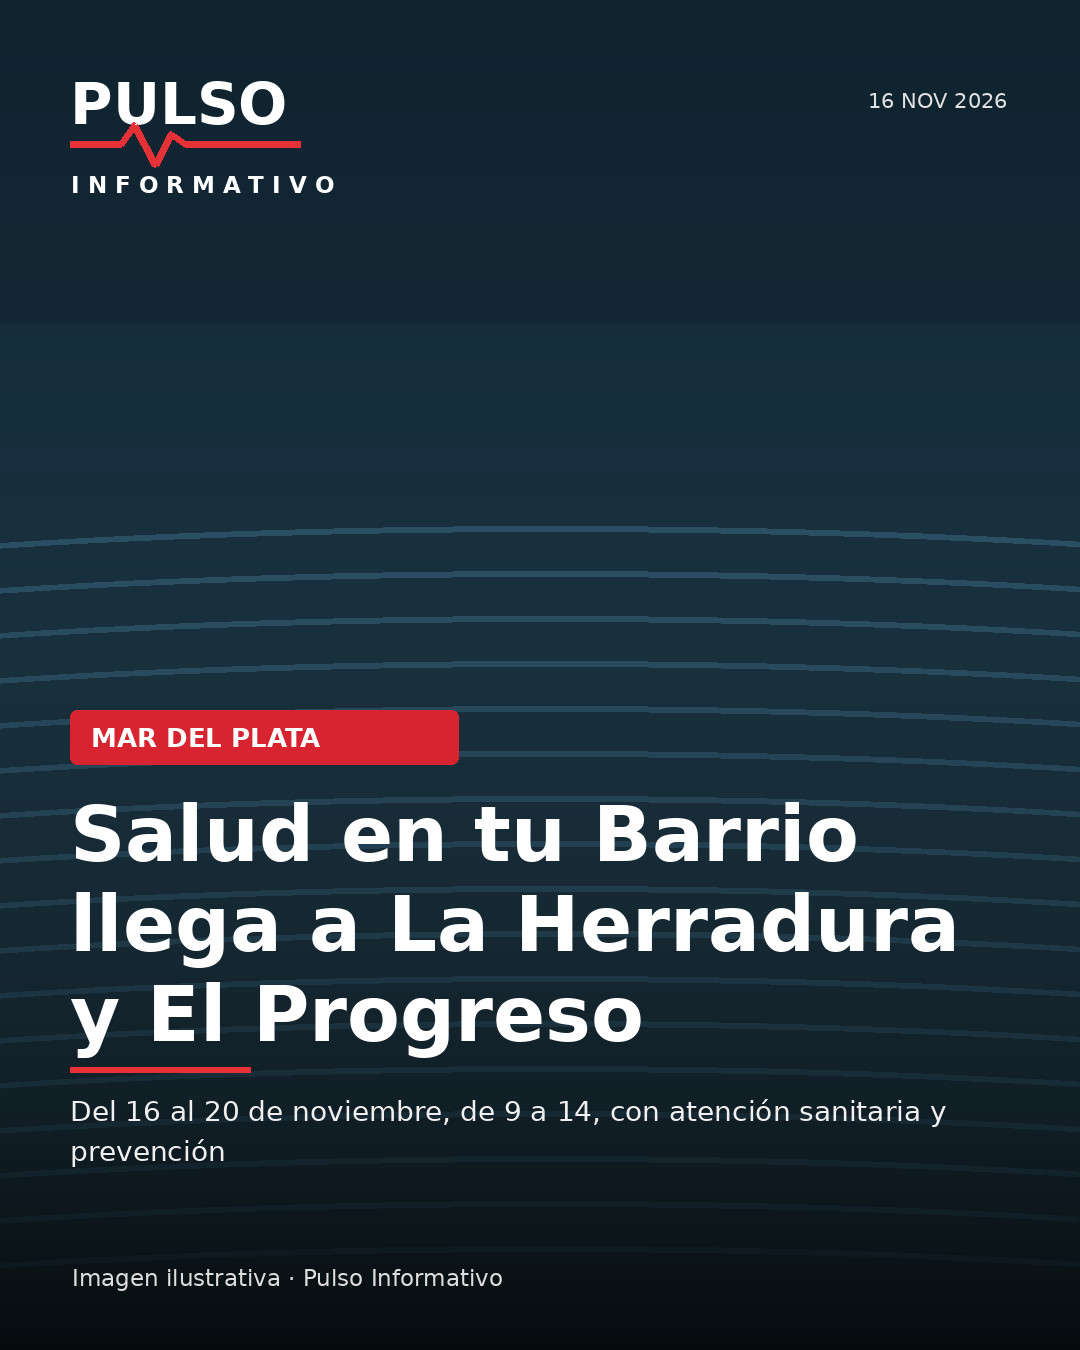 PULSO
INFORMATIVO
16 NOV 2026
MAR DEL PLATA
Salud en tu Barrio
llega a La Herradura
y El Progreso
Del 16 al 20 de noviembre, de 9 a 14, con atención sanitaria y
prevención
Imagen ilustrativa · Pulso Informativo